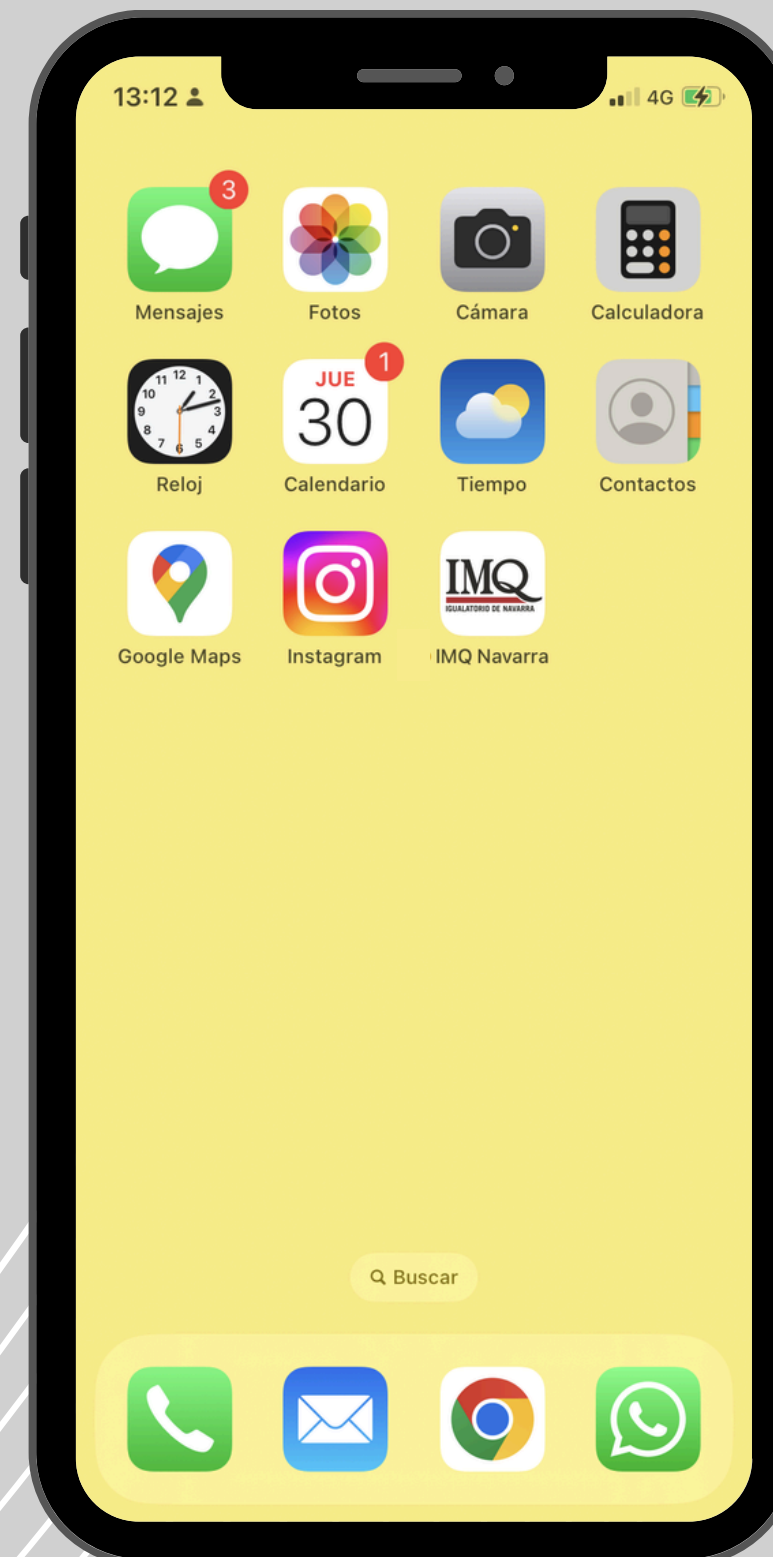 13:12
4G
3
Mensajes
Fotos
Cámara
Calculadora
12
11 1
10 2
9 3
8 4
7 6 5
Reloj
1
JUE
30
Calendario
Tiempo
Contactos
Google Maps
Instagram
IMQ
IGUALATORIO DE NAVARRA
IMQ Navarra
Buscar